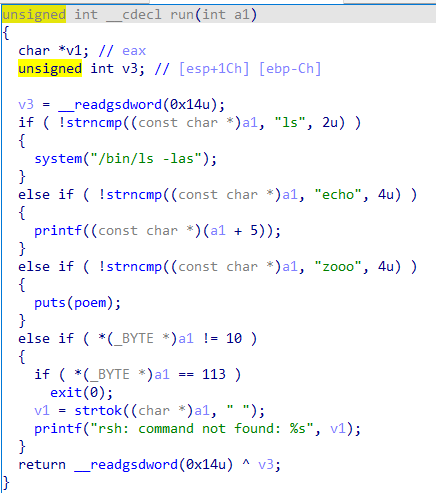 unsigned int __cdecl run(int a1)
{
char *v1; // eax
unsigned int v3; // [esp+1Ch] [ebp-Ch]
v3 = __readgsdword(0x14u);
if ( !strncmp((const char *)a1, "ls", 2u) )
{
system("/bin/ls -las");
}
else if ( !strncmp((const char *)a1, "echo", 4u) )
{
printf((const char *)(a1 + 5));
}
else if ( !strncmp((const char *)a1, "zooo", 4u) )
{
puts(poem);
}
else if ( *(_BYTE *)a1 != 10 )
{
if ( *(_BYTE *)a1 == 113 )
exit(0);
v1 = strtok((char *)a1, " ");
printf("rsh: command not found: %s", v1);
}
return __readgsdword(0x14u) ^ v3;
}